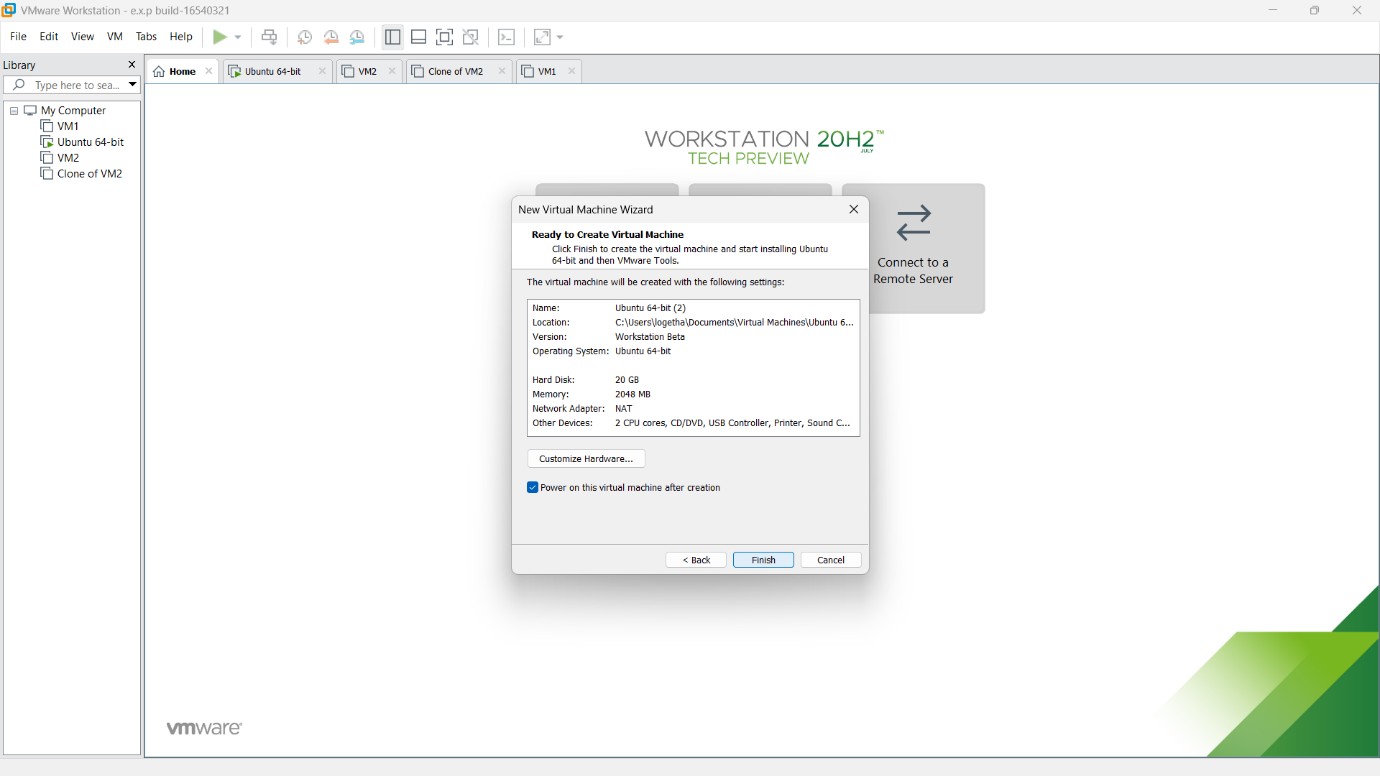 VMware Workstation - e.x.p build-16540321
File Edit View VM Tabs Help
Library
Type here to sea...
My Computer
VM1
Ubuntu 64-bit
VM2
Clone of VM2
Home
Ubuntu 64-bit
VM2
Clone of VM2
VM1
WORKSTATION 20H2™
JULY
TECH PREVIEW
Connect to a
Remote Server
New Virtual Machine Wizard
Ready to Create Virtual Machine
Click Finish to create the virtual machine and start installing Ubuntu
64-bit and then VMware Tools.
The virtual machine will be created with the following settings:
Name: Ubuntu 64-bit (2)
Location: C:\Users\logetha\Documents\Virtual Machines\Ubuntu 6...
Version: Workstation Beta
Operating System: Ubuntu 64-bit
Hard Disk: 20 GB
Memory: 2048 MB
Network Adapter: NAT
Other Devices: 2 CPU cores, CD/DVD, USB Controller, Printer, Sound C...
Customize Hardware...
Power on this virtual machine after creation
< Back Finish Cancel
vmware®